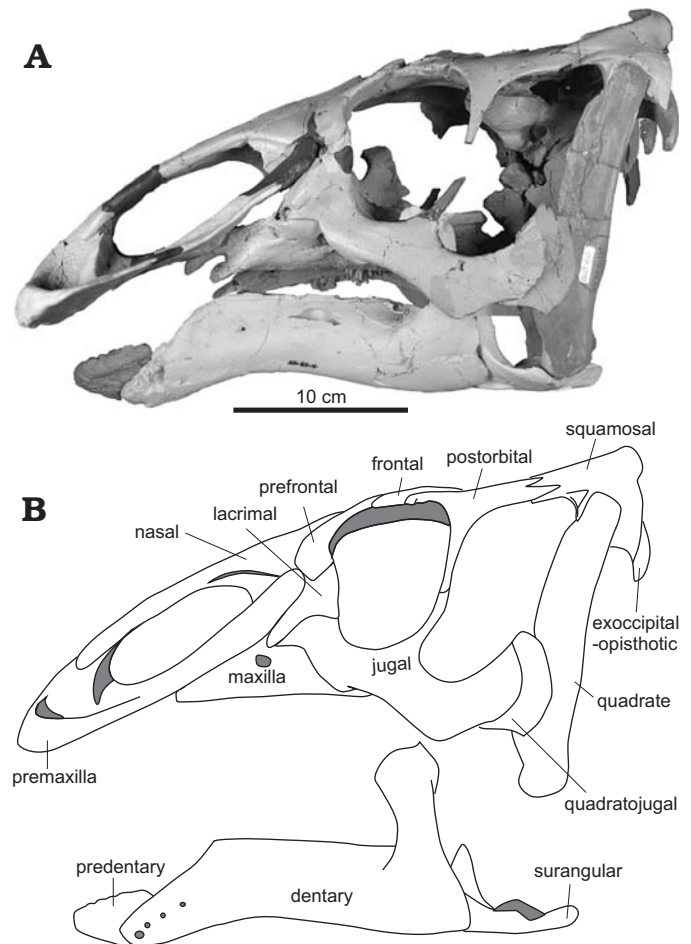 A
10 cm
B
squamosal
postorbital
frontal
prefrontal
lacrimal
nasal
exoccipital
-opisthotic
jugal
maxilla
quadrate
premaxilla
quadratojugal
predentary
surangular
dentary